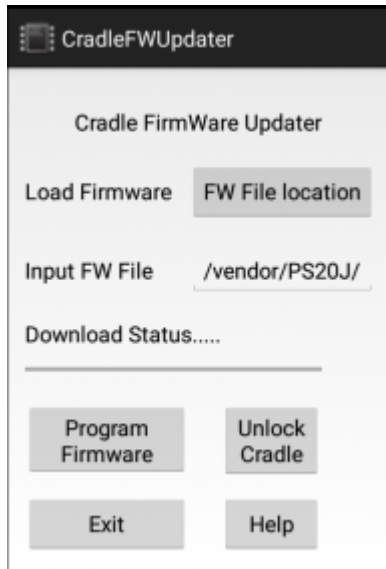 CradleFWUpdater
Cradle FirmWare Updater
Load Firmware FW File location
Input FW File /vendor/PS20J/
Download Status.....
Program Unlock
Firmware Cradle
Exit Help